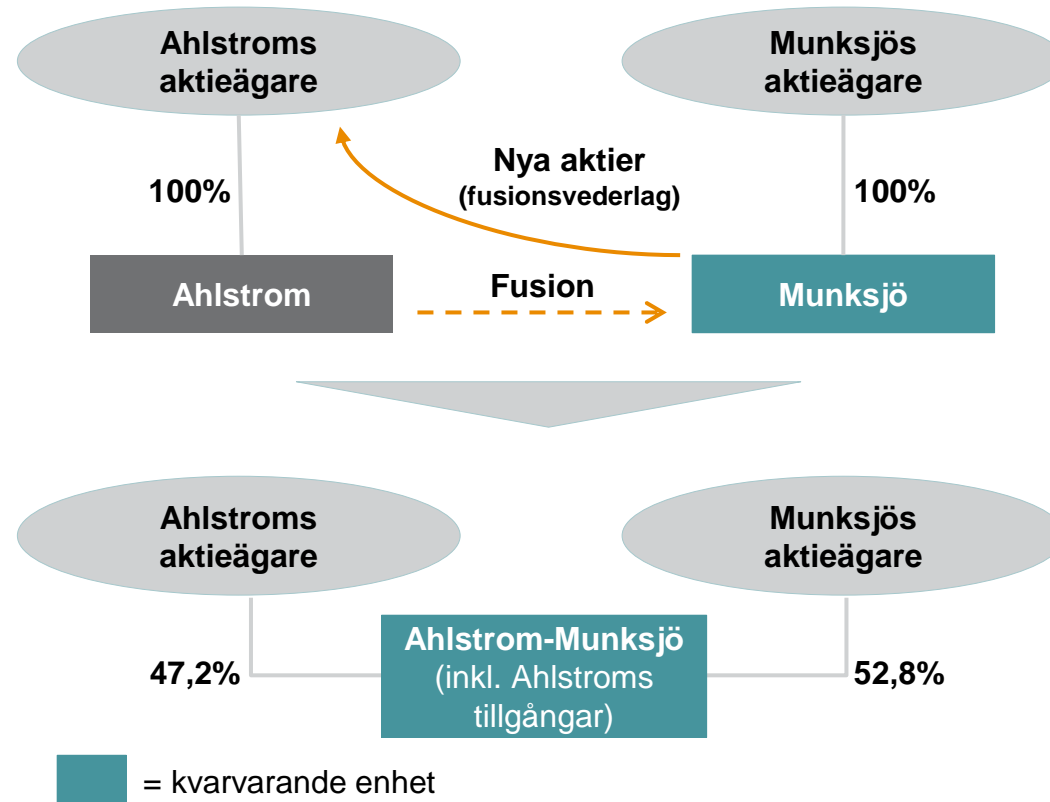 Ahlstroms
aktieägare
Munksjös
aktieägare
Nya aktier
(fusionsvederlag)
100%
100%
Ahlstrom
Fusion
Munksjö
Ahlstroms
aktieägare
Munksjös
aktieägare
47,2%
Ahlstrom-Munksjö
(inkl. Ahlstroms
tillgångar)
52,8%
= kvarvarande enhet